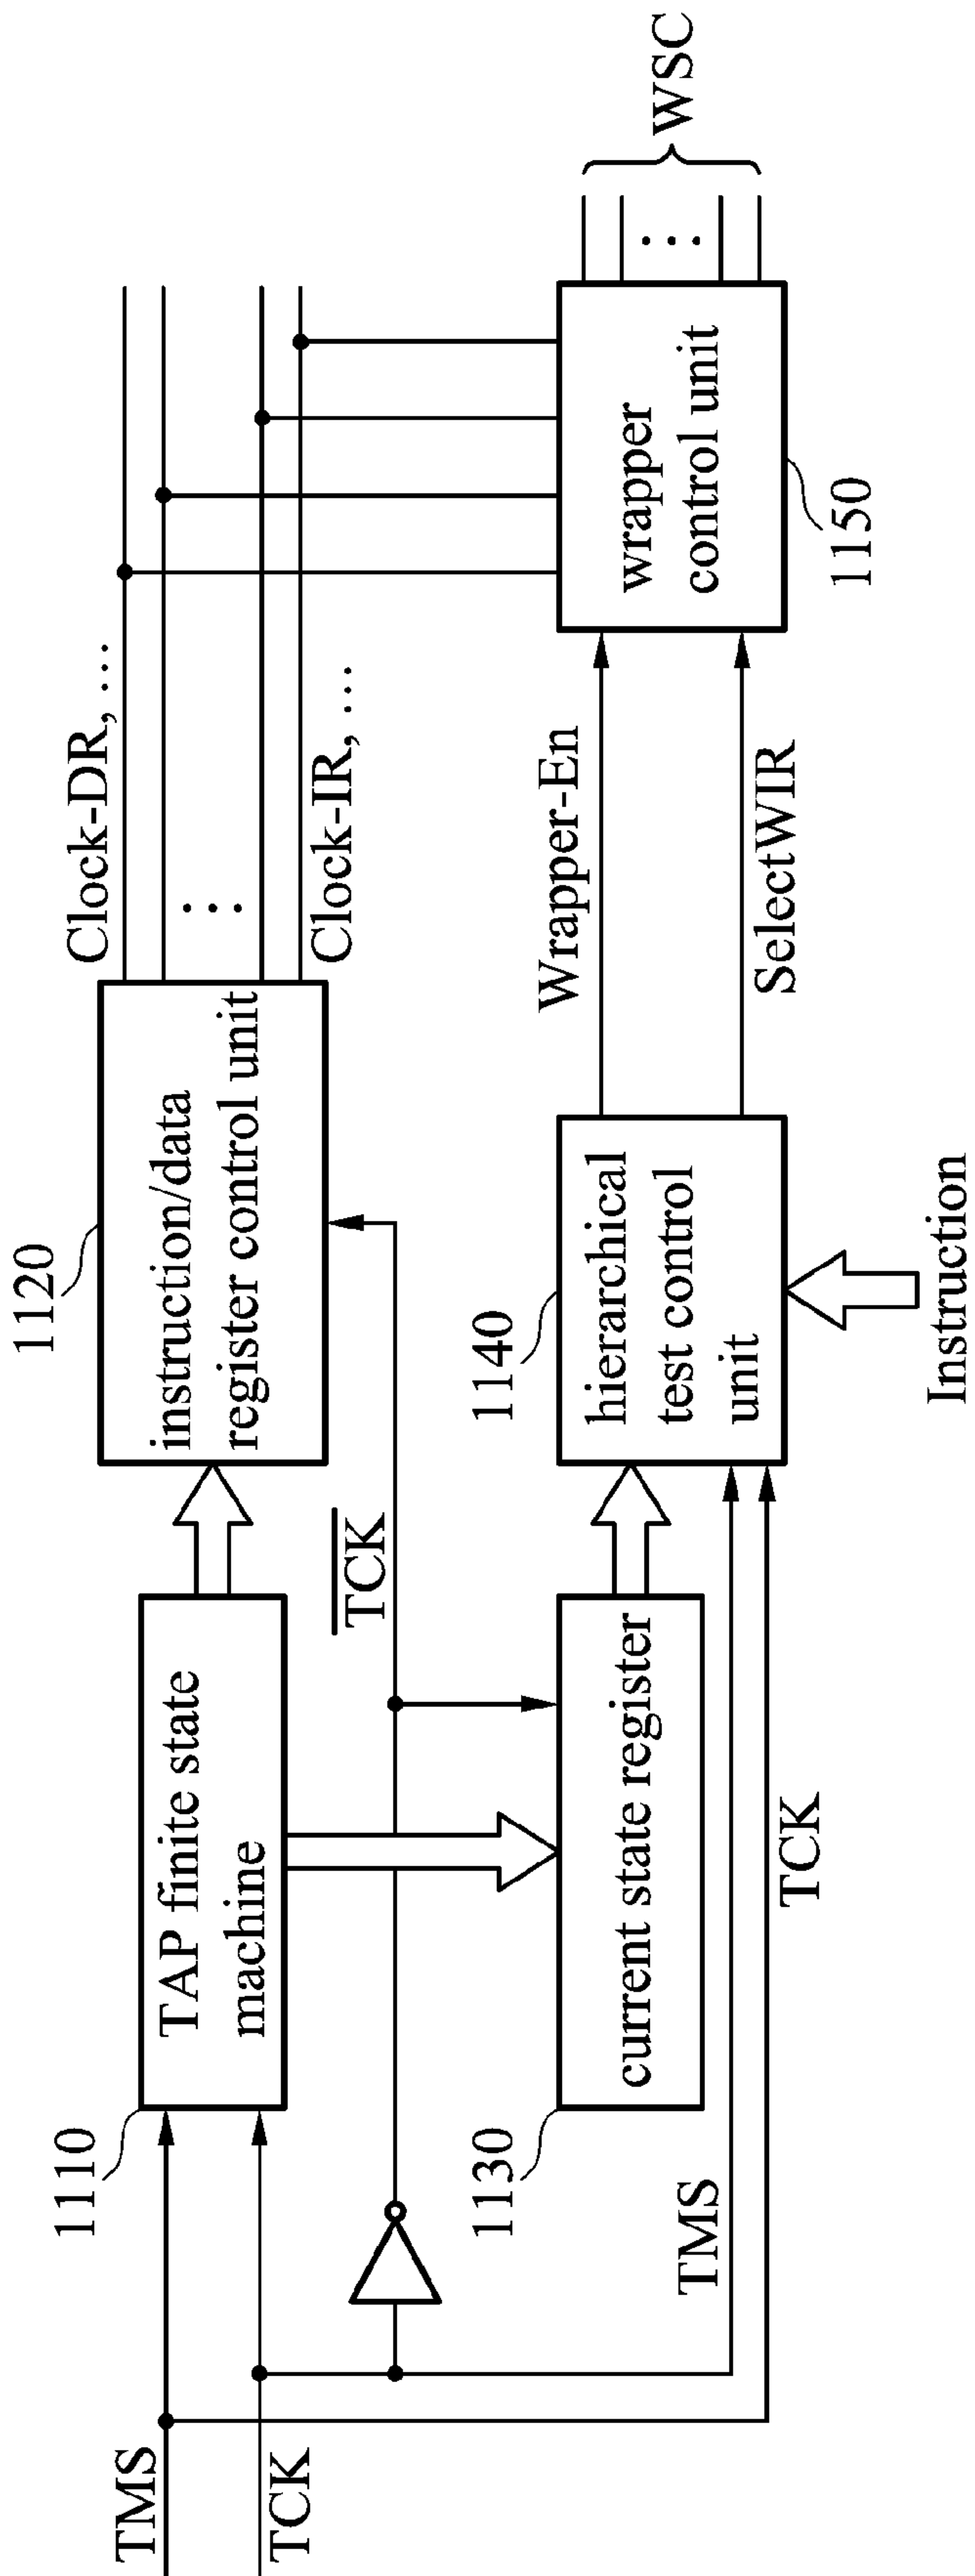 TMS
TCK
1110
TAP finite state
machine
1120
instruction/data
register control unit
Clock-DR, ...
...
Clock-IR, ...
TCK
1130
current state register
1140
hierarchical
test control
unit
Wrapper-En
SelectWIR
wrapper
control unit
1150
...
WSC
TMS
TCK
Instruction